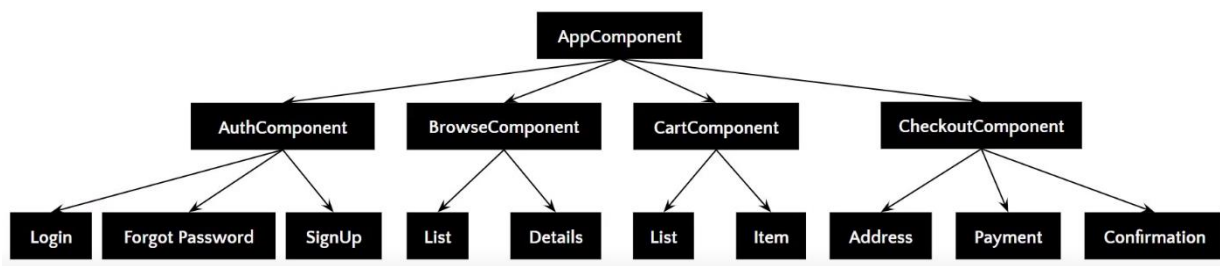 AppComponent
AuthComponent
BrowseComponent
CartComponent
CheckoutComponent
Login
Forgot Password
SignUp
List
Details
List
Item
Address
Payment
Confirmation